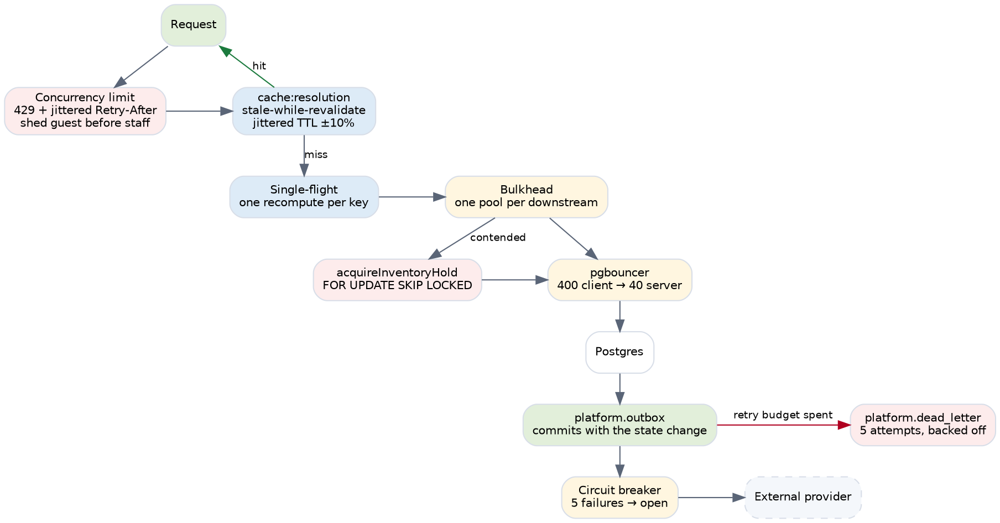 Request
hit
Concurrency limit
429 + jittered Retry-After
shed guest before staff
cache:resolution
stale-while-revalidate
jittered TTL ±10%
miss
Single-flight
one recompute per key
Bulkhead
one pool per downstream
contended
acquireInventoryHold
FOR UPDATE SKIP LOCKED
pgbouncer
400 client → 40 server
Postgres
platform.outbox
commits with the state change
retry budget spent
platform.dead_letter
5 attempts, backed off
Circuit breaker
5 failures → open
External provider